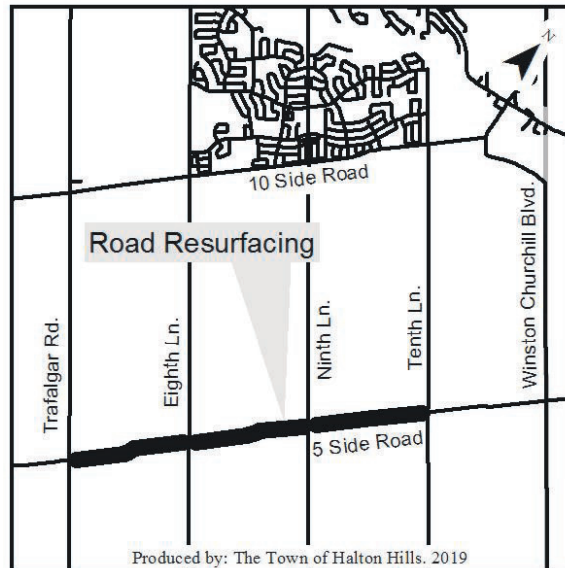 N
10 Side Road
Road Resurfacing
Trafalgar Rd.
Eighth Ln.
Ninth Ln.
Tenth Ln.
Winston Churchill Blvd.
5 Side Road
Produced by: The Town of Halton Hills. 2019